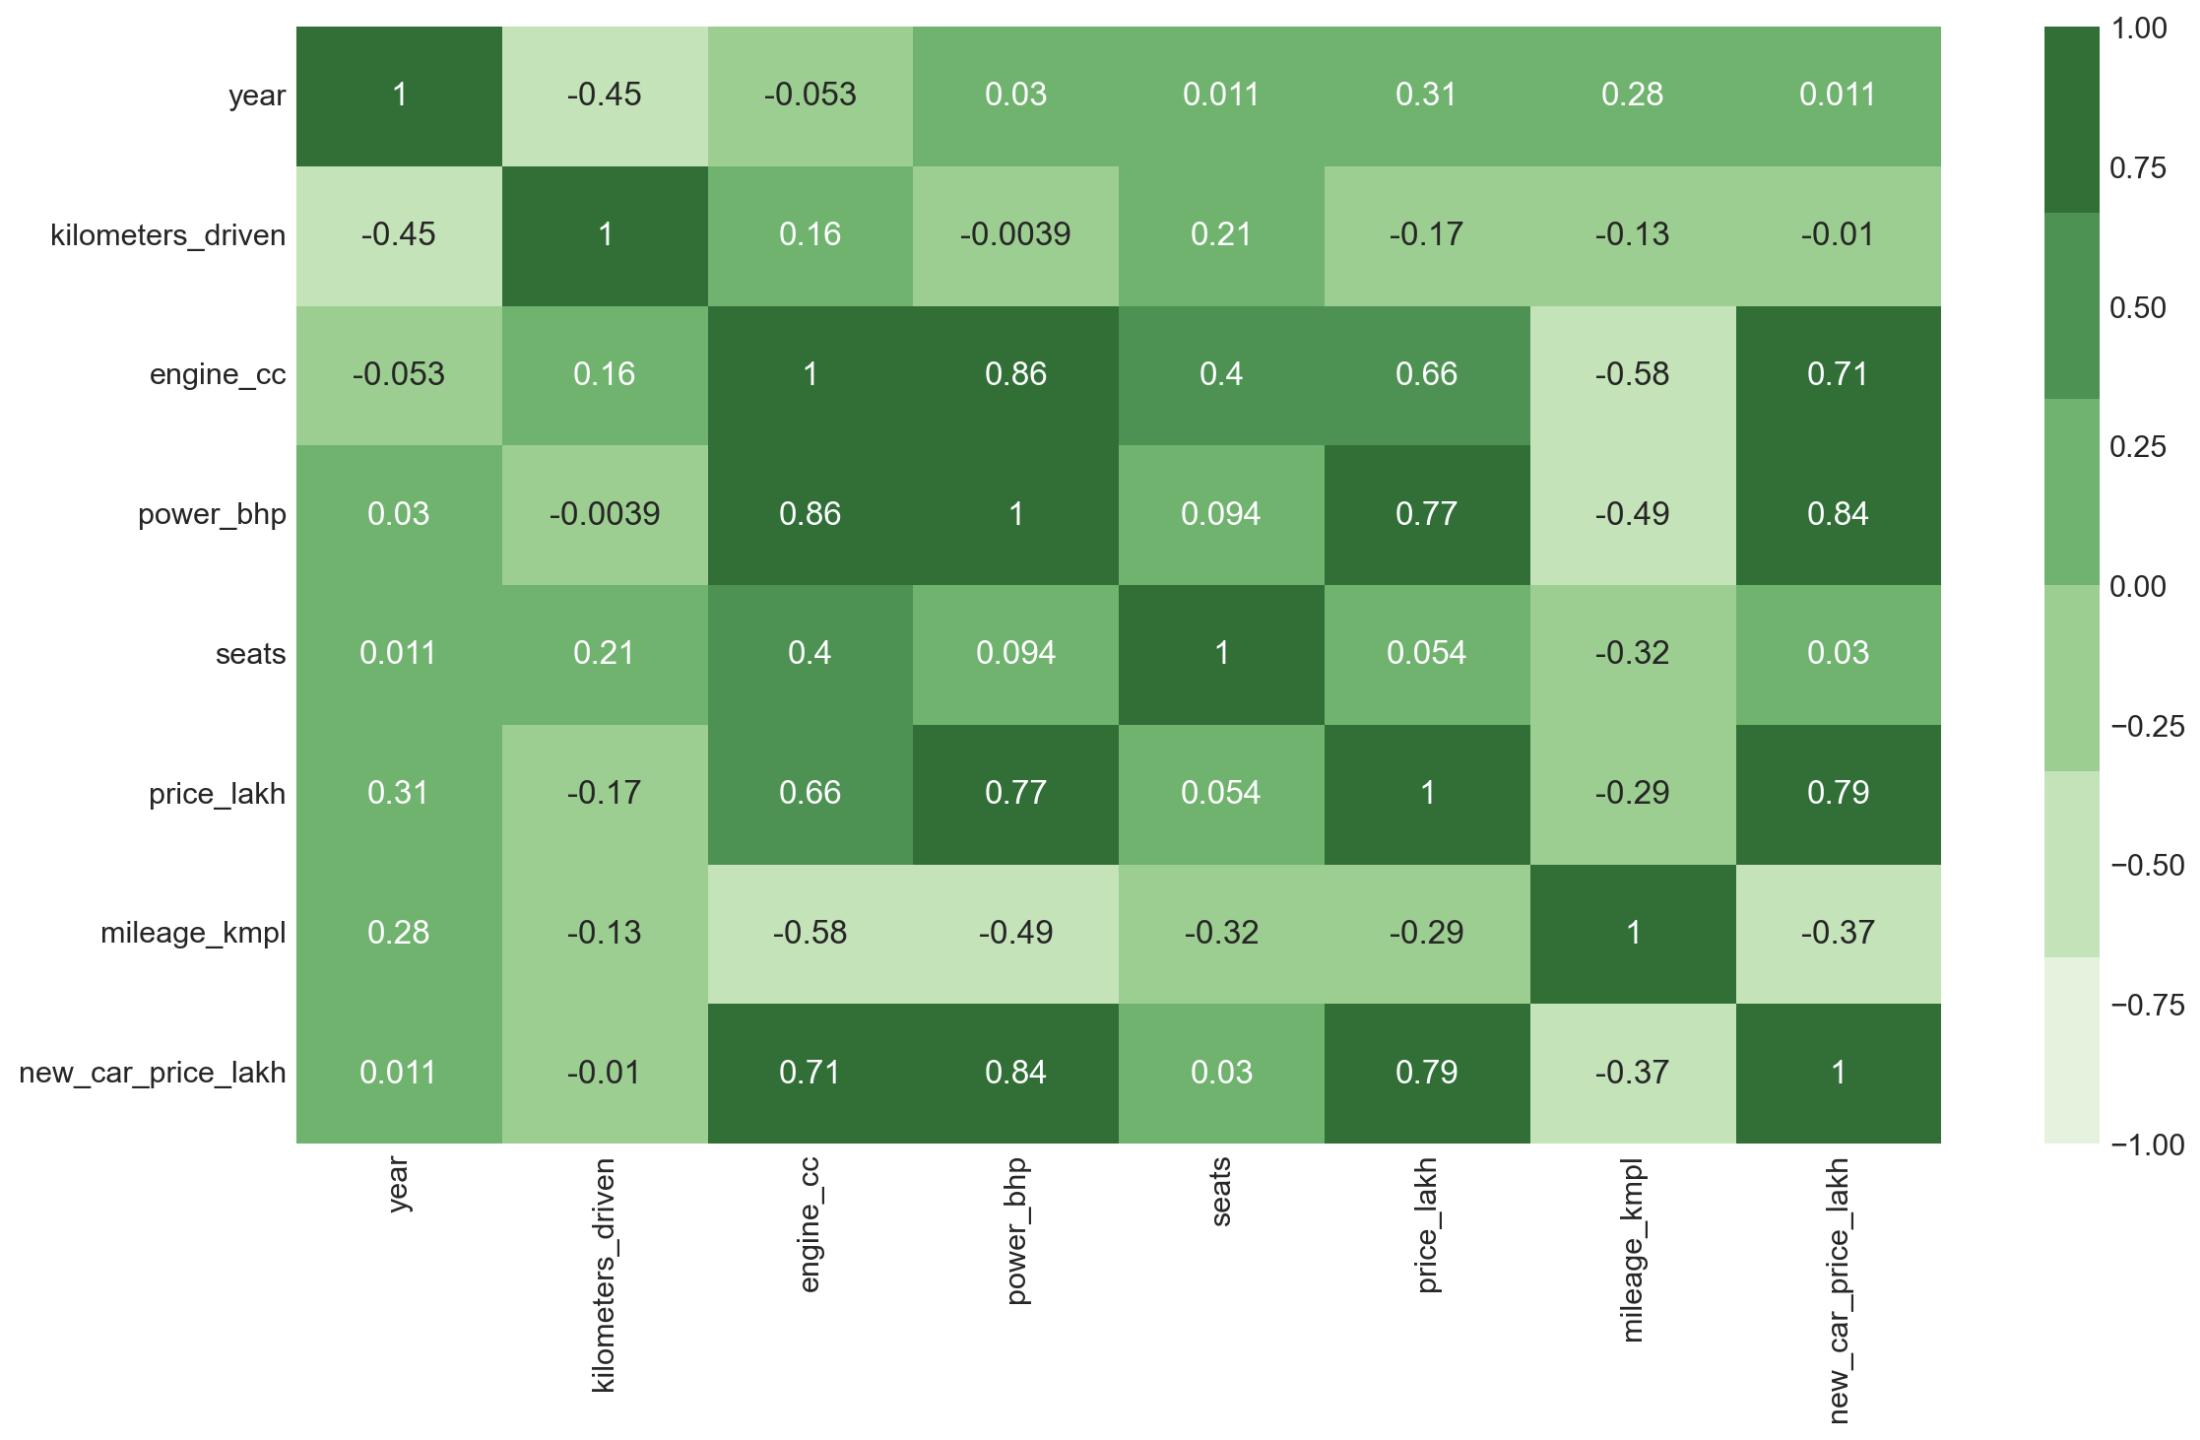 year 1 -0.45 -0.053 0.03 0.011 0.31 0.28 0.011
kilometers_driven -0.45 1 0.16 -0.0039 0.21 -0.17 -0.13 -0.01
engine_cc -0.053 0.16 1 0.86 0.4 0.66 -0.58 0.71
power_bhp 0.03 -0.0039 0.86 1 0.094 0.77 -0.49 0.84
seats 0.011 0.21 0.4 0.094 1 0.054 -0.32 0.03
price_lakh 0.31 -0.17 0.66 0.77 0.054 1 -0.29 0.79
mileage_kmpl 0.28 -0.13 -0.58 -0.49 -0.32 -0.29 1 -0.37
new_car_price_lakh 0.011 -0.01 0.71 0.84 0.03 0.79 -0.37 1
year
kilometers_driven
engine_cc
power_bhp
seats
price_lakh
mileage_kmpl
new_car_price_lakh
1.00
0.75
0.50
0.25
0.00
−0.25
−0.50
−0.75
−1.00